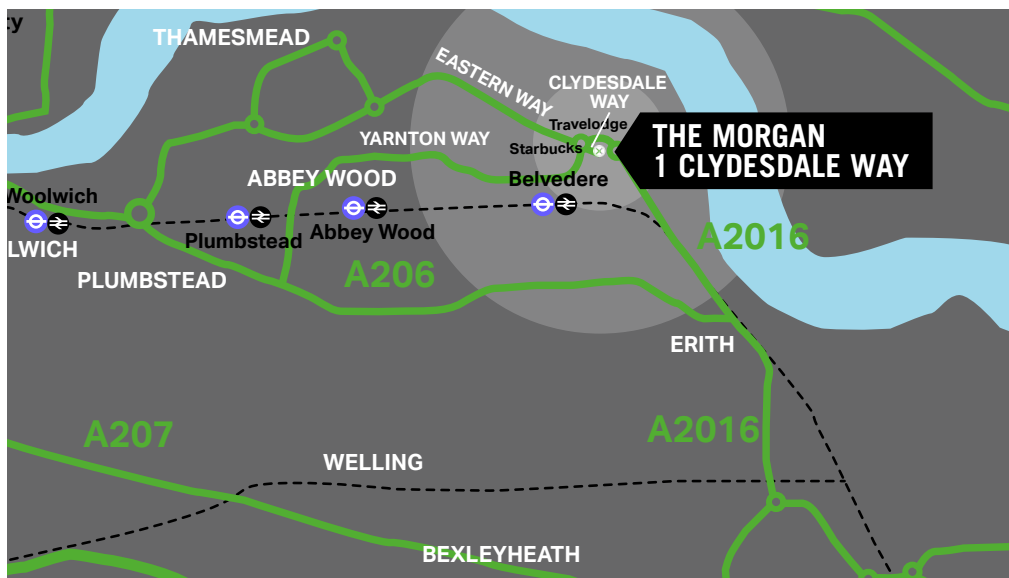 ty
THAMESMEAD
EASTERN WAY
CLYDESDALE
WAY
Travelodge
Starbucks
THE MORGAN
1 CLYDESDALE WAY
YARNTON WAY
ABBEY WOOD
Belvedere
Woolwich
Plumbstead
Abbey Wood
LWICH
PLUMBSTEAD
A206
A2016
ERITH
A207
A2016
WELLING
BEXLEYHEATH